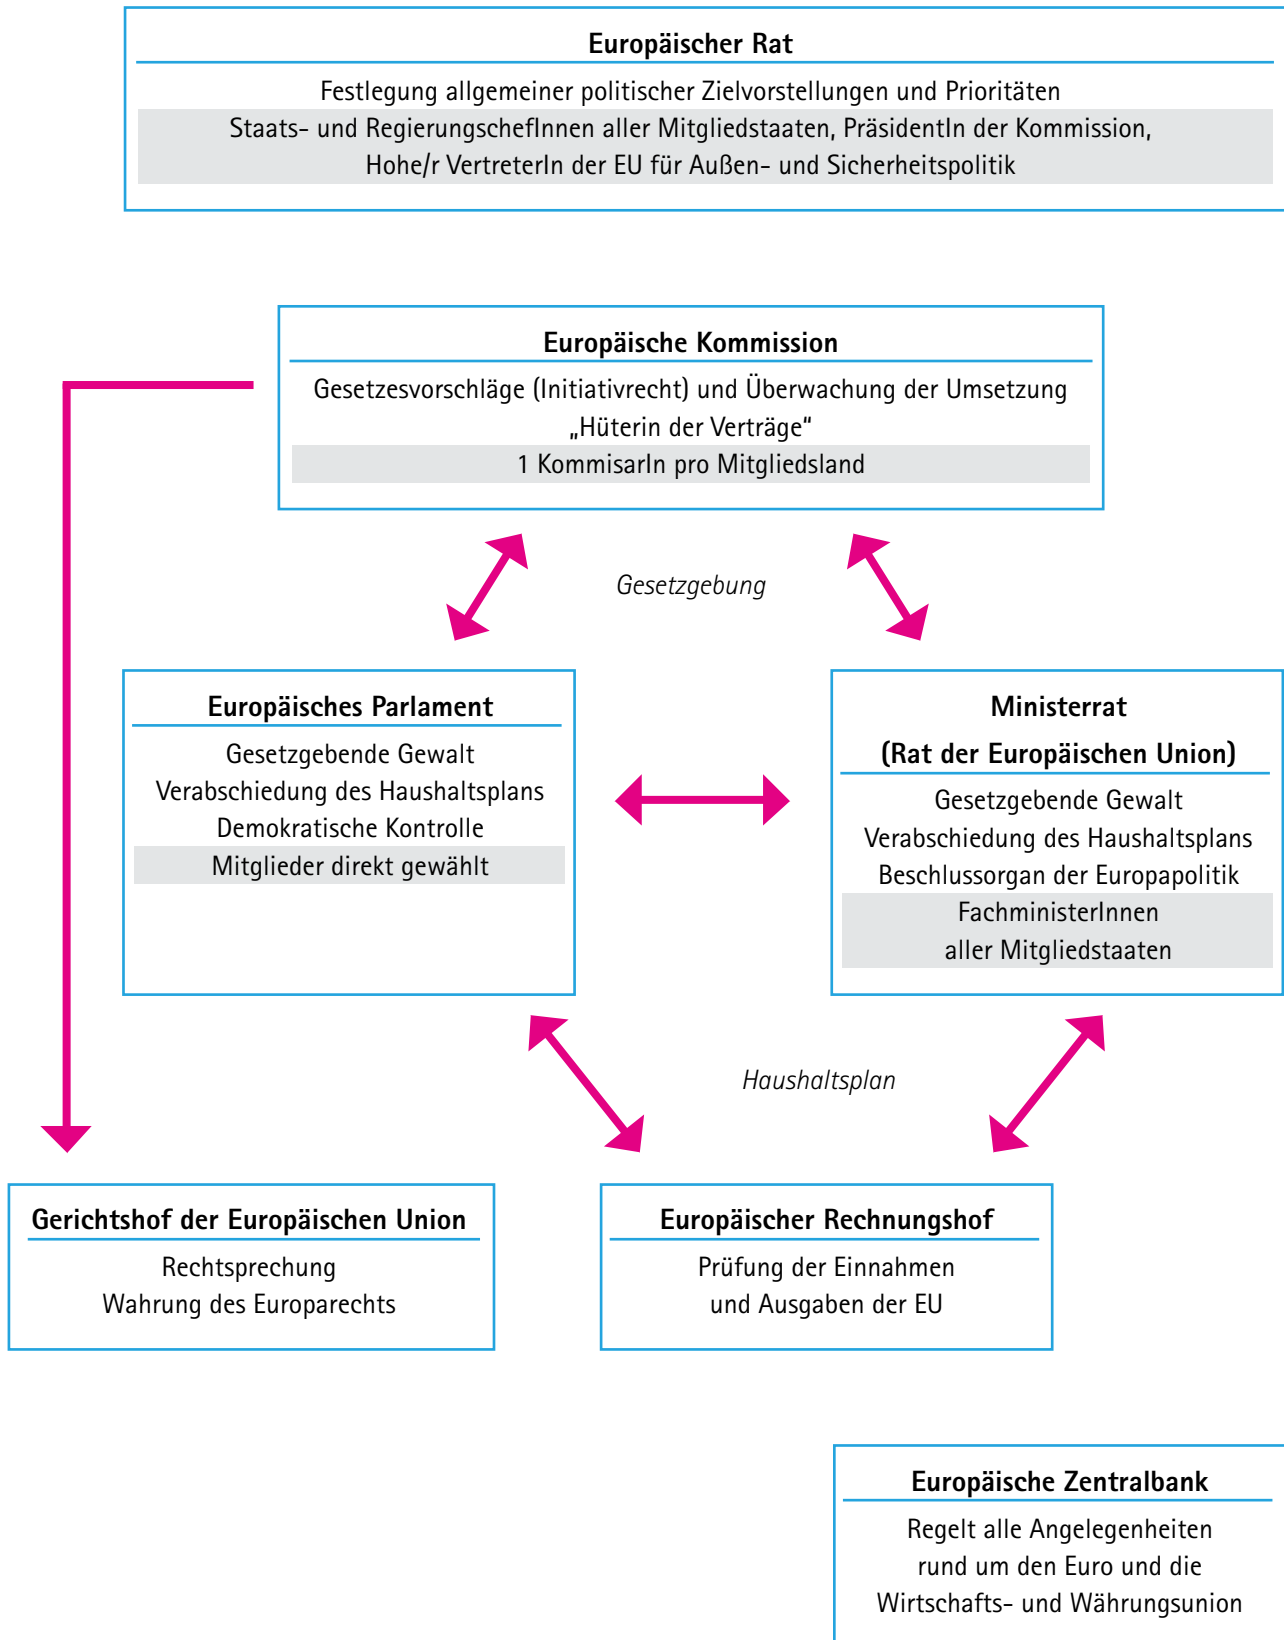 Europäischer Rat
Festlegung allgemeiner politischer Zielvorstellungen und Prioritäten
Staats- und RegierungschefInnen aller Mitgliedstaaten, PräsidentIn der Kommission,
Hohe/r VertreterIn der EU für Außen- und Sicherheitspolitik
Europäische Kommission
Gesetzesvorschläge (Initiativrecht) und Überwachung der Umsetzung
„Hüterin der Verträge“
1 KommisarIn pro Mitgliedsland
Gesetzgebung
Europäisches Parlament
Gesetzgebende Gewalt
Verabschiedung des Haushaltsplans
Demokratische Kontrolle
Mitglieder direkt gewählt
Ministerrat
(Rat der Europäischen Union)
Gesetzgebende Gewalt
Verabschiedung des Haushaltsplans
Beschlussorgan der Europapolitik
FachministerInnen
aller Mitgliedstaaten
Haushaltsplan
Gerichtshof der Europäischen Union
Rechtsprechung
Wahrung des Europarechts
Europäischer Rechnungshof
Prüfung der Einnahmen
und Ausgaben der EU
Europäische Zentralbank
Regelt alle Angelegenheiten
rund um den Euro und die
Wirtschafts- und Währungsunion